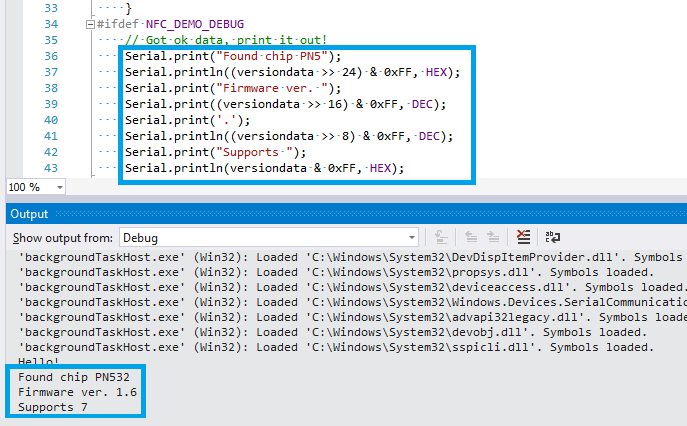 33 }
34 #ifdef NFC_DEMO_DEBUG
35 // Got ok data, print it out!
36 Serial.print("Found chip PN5");
37 Serial.println((versiondata >> 24) & 0xFF, HEX);
38 Serial.print("Firmware ver. ");
39 Serial.print((versiondata >> 16) & 0xFF, DEC);
40 Serial.print('.');
41 Serial.println((versiondata >> 8) & 0xFF, DEC);
42 Serial.print("Supports ");
43 Serial.println(versiondata & 0xFF, HEX);
100 %
Output
Show output from: Debug
'backgroundTaskHost.exe' (Win32): Loaded 'C:\Windows\System32\DevDispItemProvider.dll'. Symbols
'backgroundTaskHost.exe' (Win32): Loaded 'C:\Windows\System32\propsys.dll'. Symbols loaded.
'backgroundTaskHost.exe' (Win32): Loaded 'C:\Windows\System32\deviceaccess.dll'. Symbols loaded.
'backgroundTaskHost.exe' (Win32): Loaded 'C:\Windows\System32\Windows.Devices.SerialCommunicatio
'backgroundTaskHost.exe' (Win32): Loaded 'C:\Windows\System32\advapi32legacy.dll'. Symbols loaded
'backgroundTaskHost.exe' (Win32): Loaded 'C:\Windows\System32\devobj.dll'. Symbols loaded.
'backgroundTaskHost.exe' (Win32): Loaded 'C:\Windows\System32\sspicli.dll'. Symbols loaded.
Hello!
Found chip PN532
Firmware ver. 1.6
Supports 7